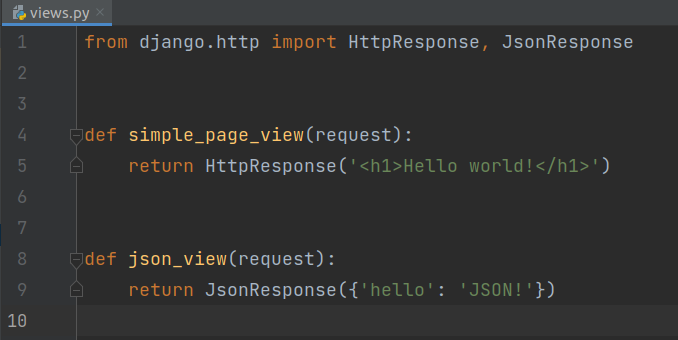 views.py
1 from django.http import HttpResponse, JsonResponse
2
3
4 def simple_page_view(request):
5     return HttpResponse('<h1>Hello world!</h1>')
6
7
8 def json_view(request):
9     return JsonResponse({'hello': 'JSON!'})
10